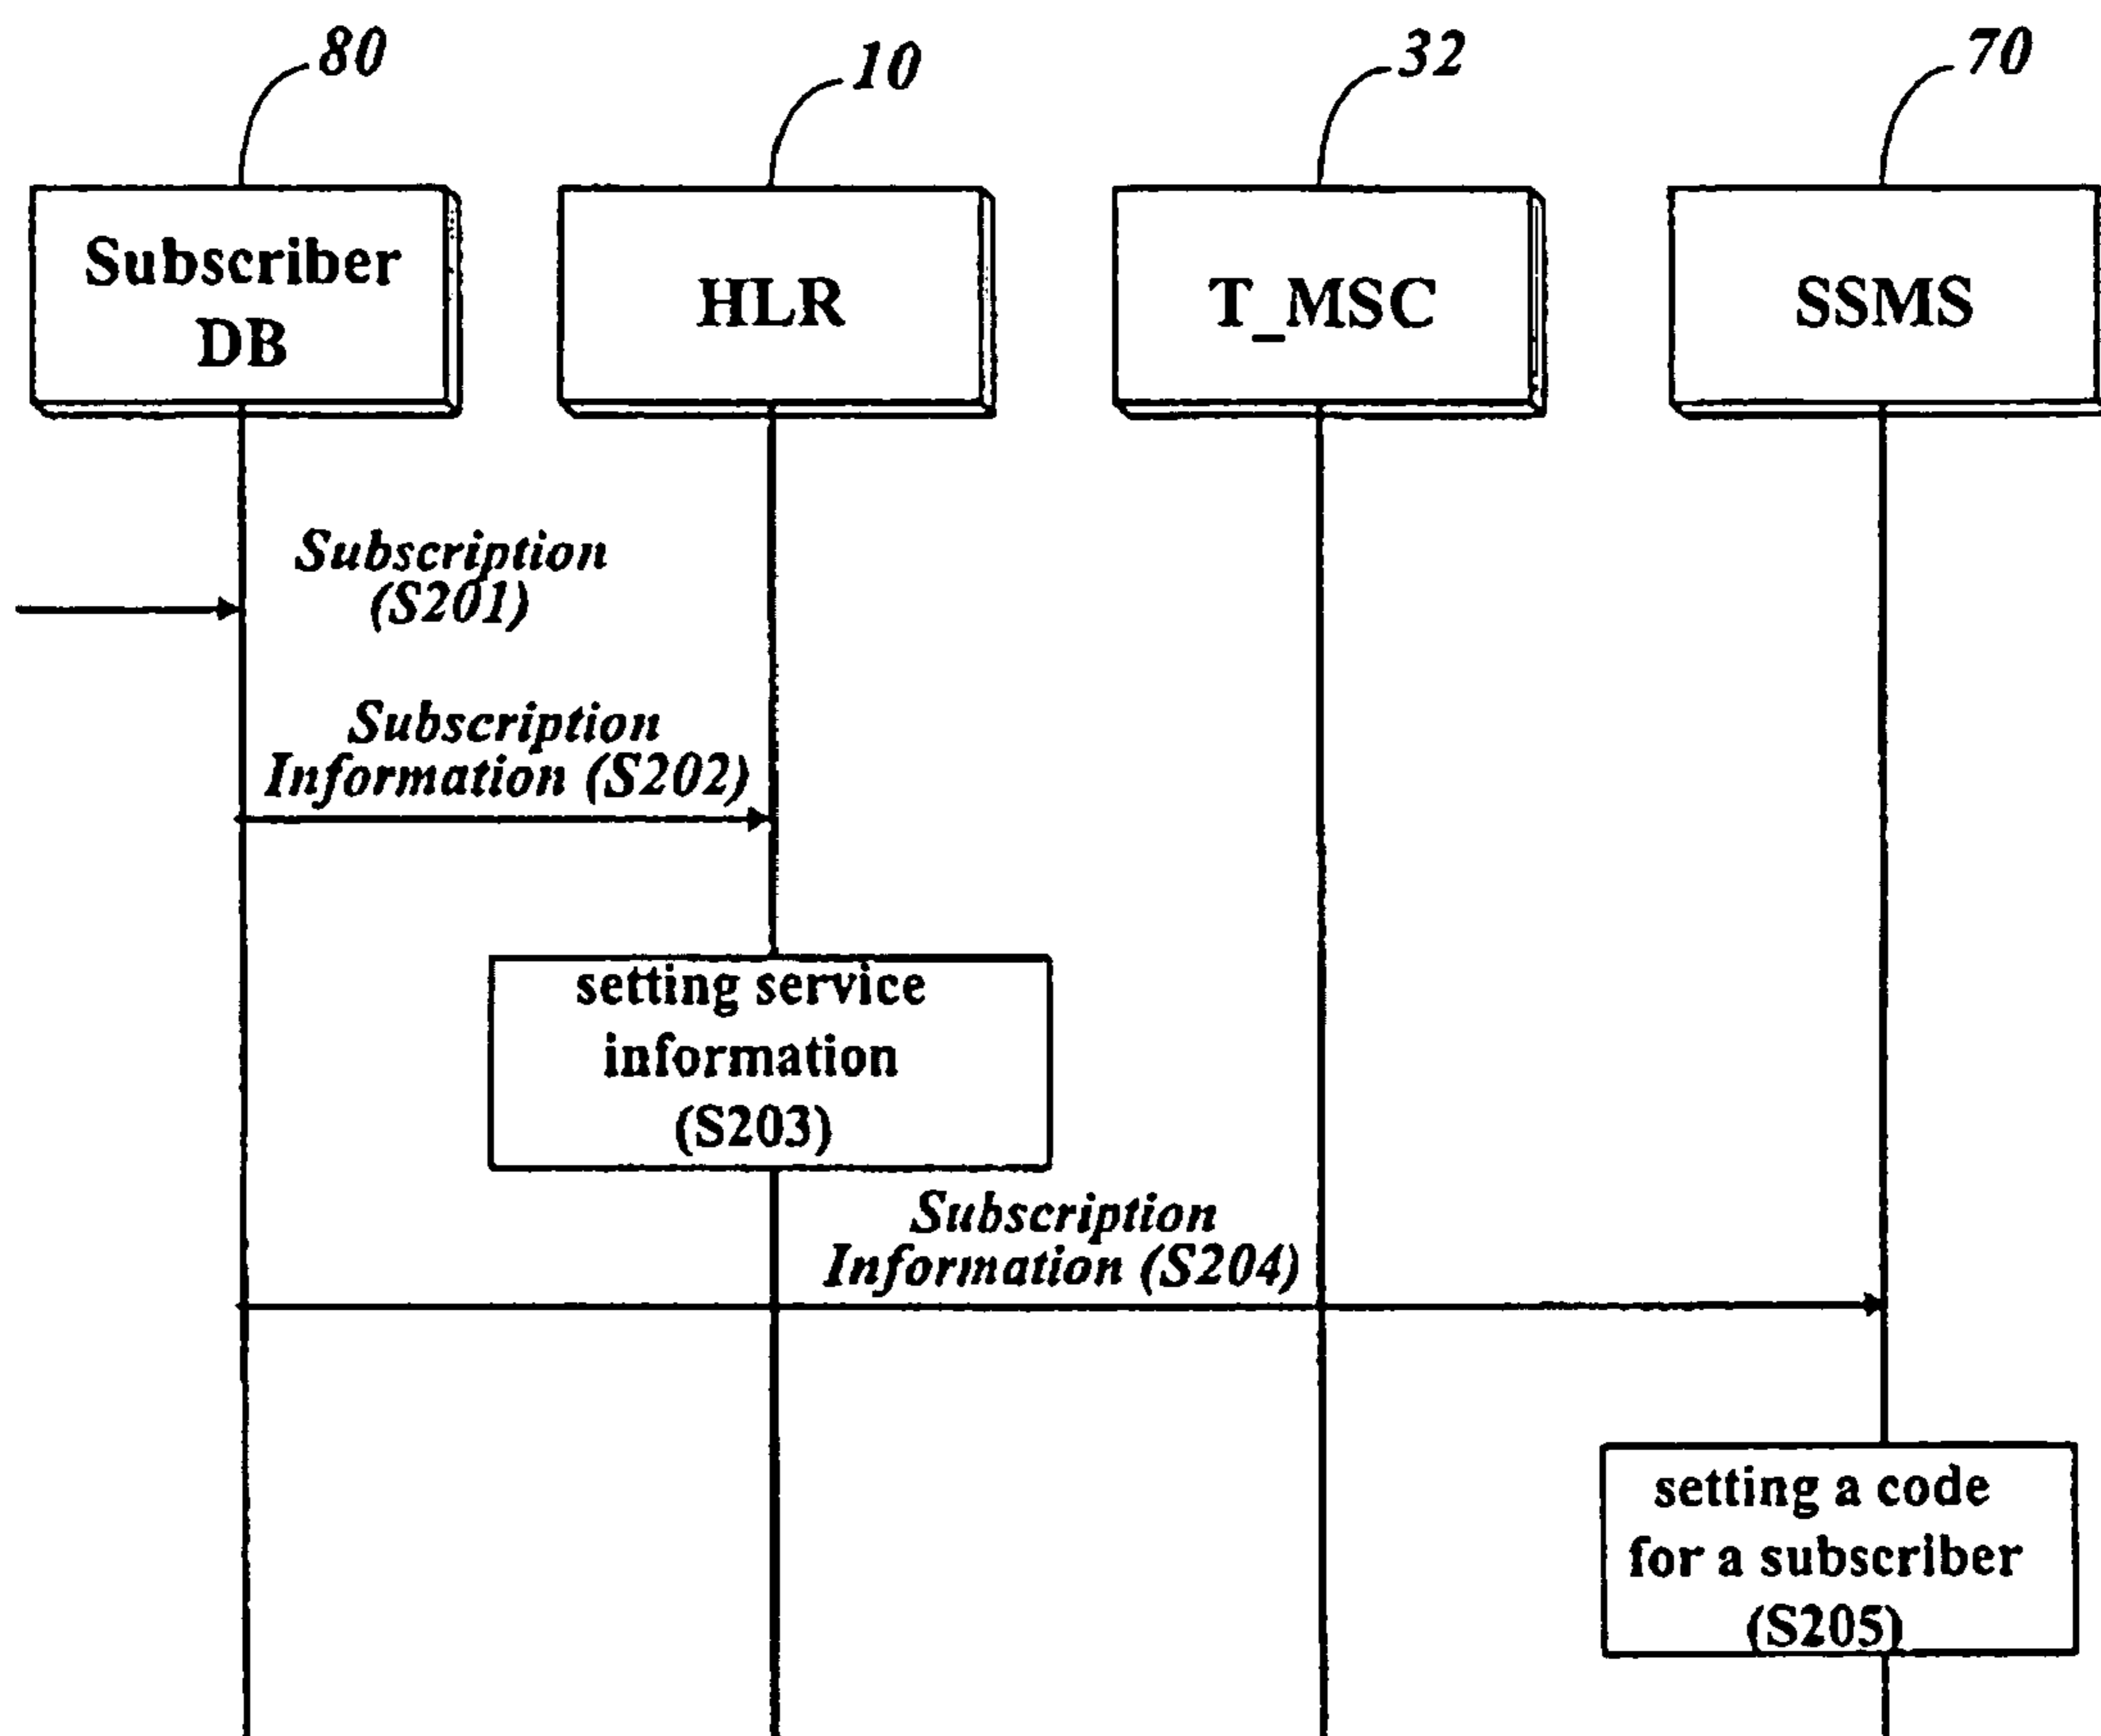 80
10
32
70
Subscriber
DB
HLR
T_MSC
SSMS
Subscription
(S201)
Subscription
Information (S202)
setting service
information
(S203)
Subscription
Information (S204)
setting a code
for a subscriber
(S205)